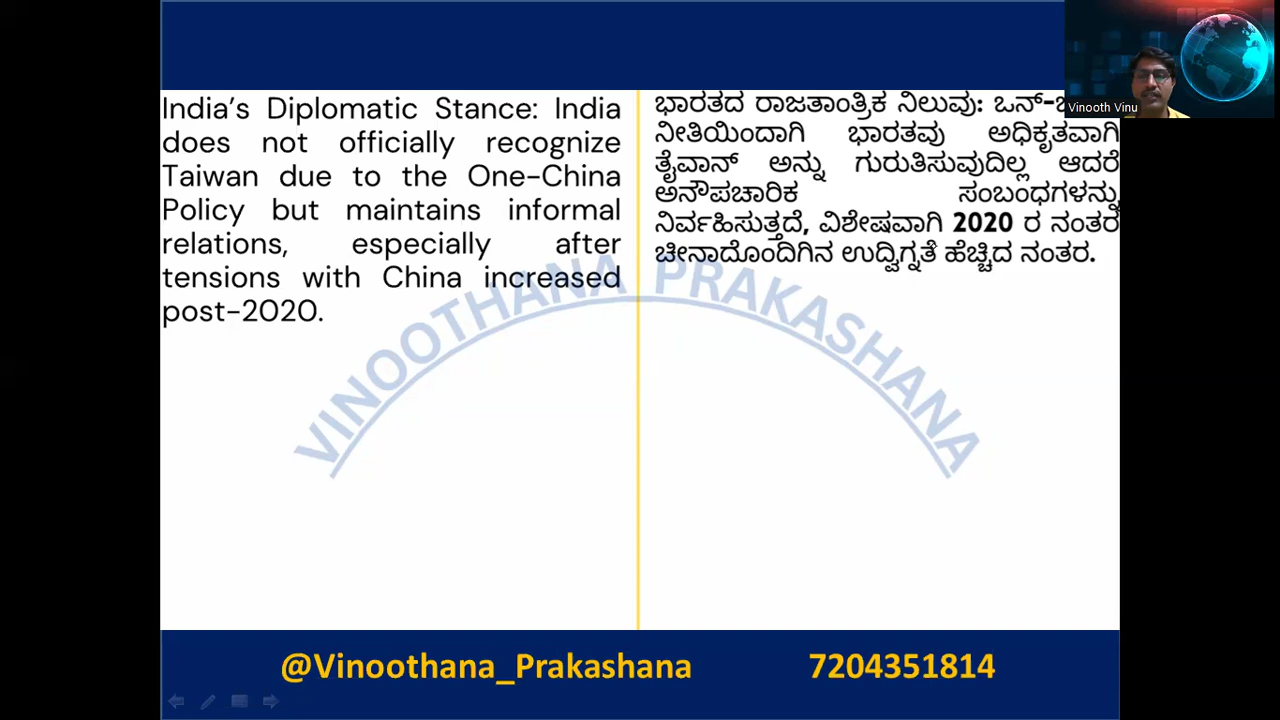 India’s Diplomatic Stance: India
does not officially recognize
Taiwan due to the One-China
Policy but maintains informal
relations, especially after
tensions with China increased
post-2020.
ಭಾರತದ ರಾಜತಾಂತ್ರಿಕ ನಿಲುವು: ಒನ್-
ನೀತಿಯಿಂದಾಗಿ ಭಾರತವು ಅಧಿಕೃತವಾಗಿ
ತೈವಾನ್ ಅನ್ನು ಗುರುತಿಸುವುದಿಲ್ಲ ಆದರೆ
ಅನೌಪಚಾರಿಕ ಸಂಬಂಧಗಳನ್ನು
ನಿರ್ವಹಿಸುತ್ತದೆ, ವಿಶೇಷವಾಗಿ 2020 ರ ನಂತರ
ಚೀನಾದೊಂದಿಗಿನ ಉದ್ವಿಗ್ನತೆ ಹೆಚ್ಚಿದ ನಂತರ.
VINOOTHANA PRAKASHANA
@Vinoothana_Prakashana 7204351814
Vinooth Vinu